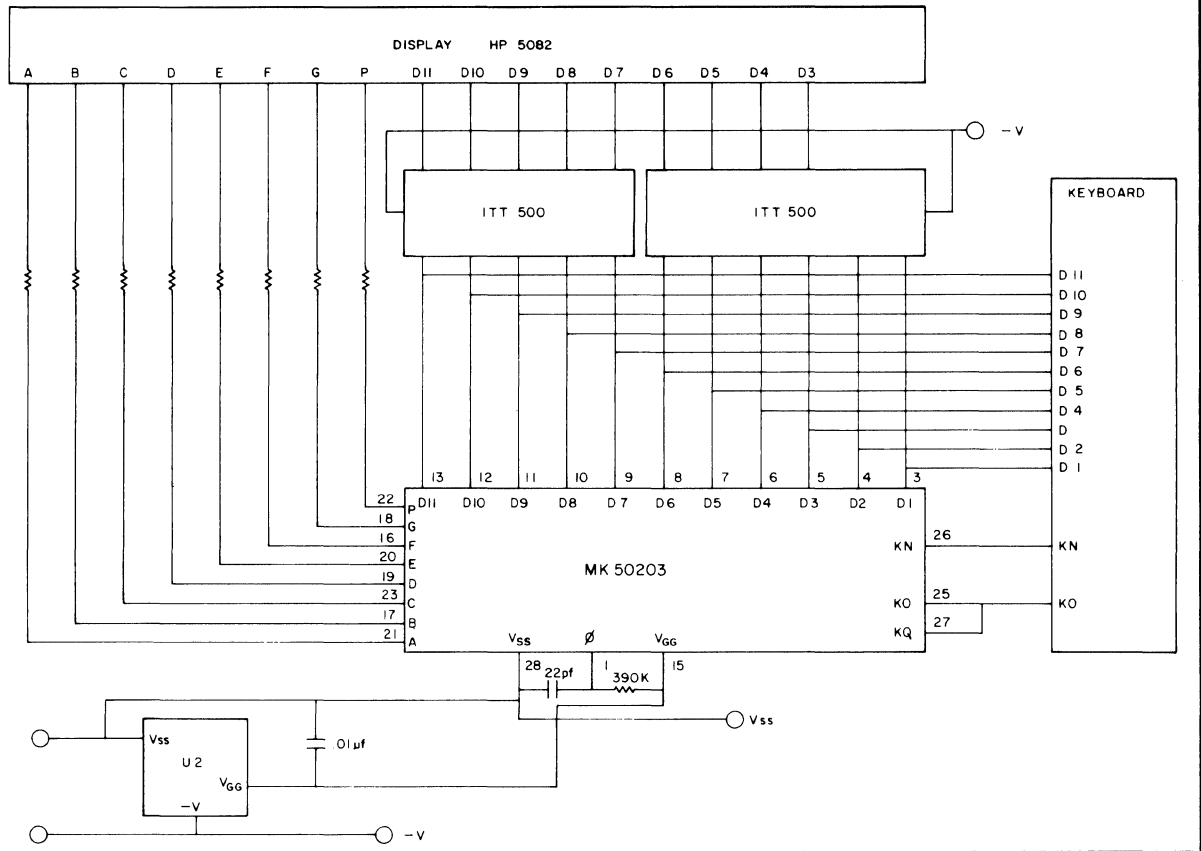 DISPLAY HP 5082
A B C D E F G P D11 D10 D9 D8 D7 D6 D5 D4 D3
-V
ITT 500 ITT 500
KEYBOARD
D 11
D 10
D 9
D 8
D 7
D 6
D 5
D 4
D
D 2
D 1
13 12 11 10 9 8 7 6 5 4 3
D11 D10 D9 D8 D7 D6 D5 D4 D3 D2 D1
22 P
18 G
16 F
20 E
19 D
23 C
17 B
21 A
MK 50203
KN 26 KN
KO 25 KO
KQ 27
VSS Ø VGG
28 22pf 1 390K 15
Vss
Vss
U2
VGG
-V
.01µf
-V